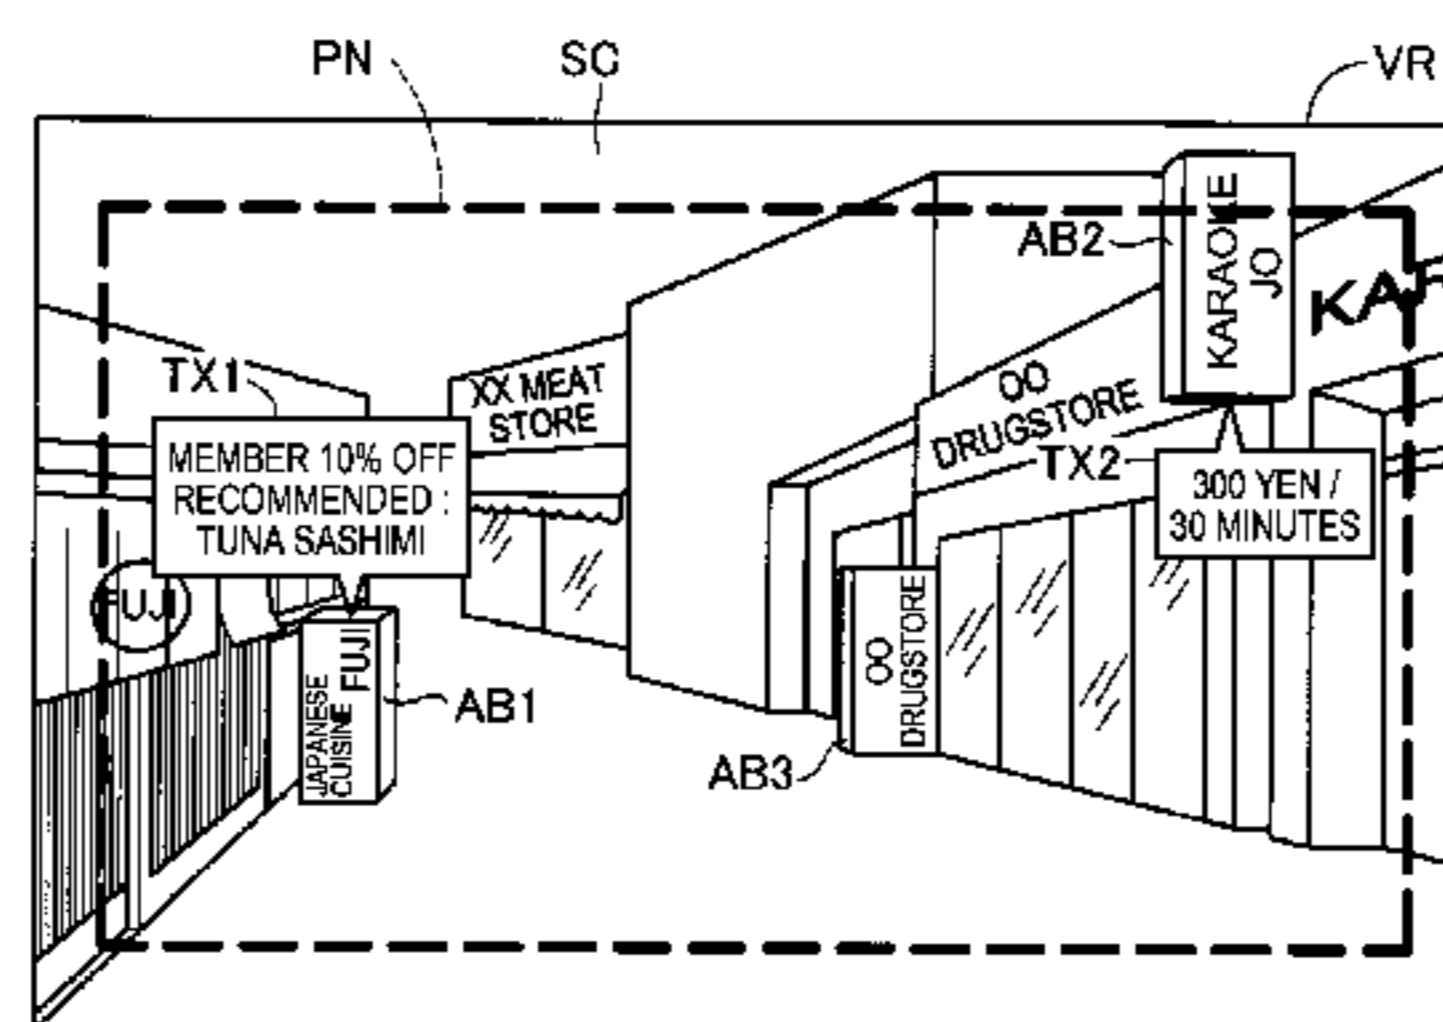 PN
SC
VR
AB2
KARAOKE
JO
TX1
XX MEAT
STORE
OO
DRUGSTORE
TX2
MEMBER 10% OFF
RECOMMENDED :
TUNA SASHIMI
300 YEN /
30 MINUTES
FUJI
JAPANESE
CUISINE
FUJI
AB1
OO
DRUGSTORE
AB3